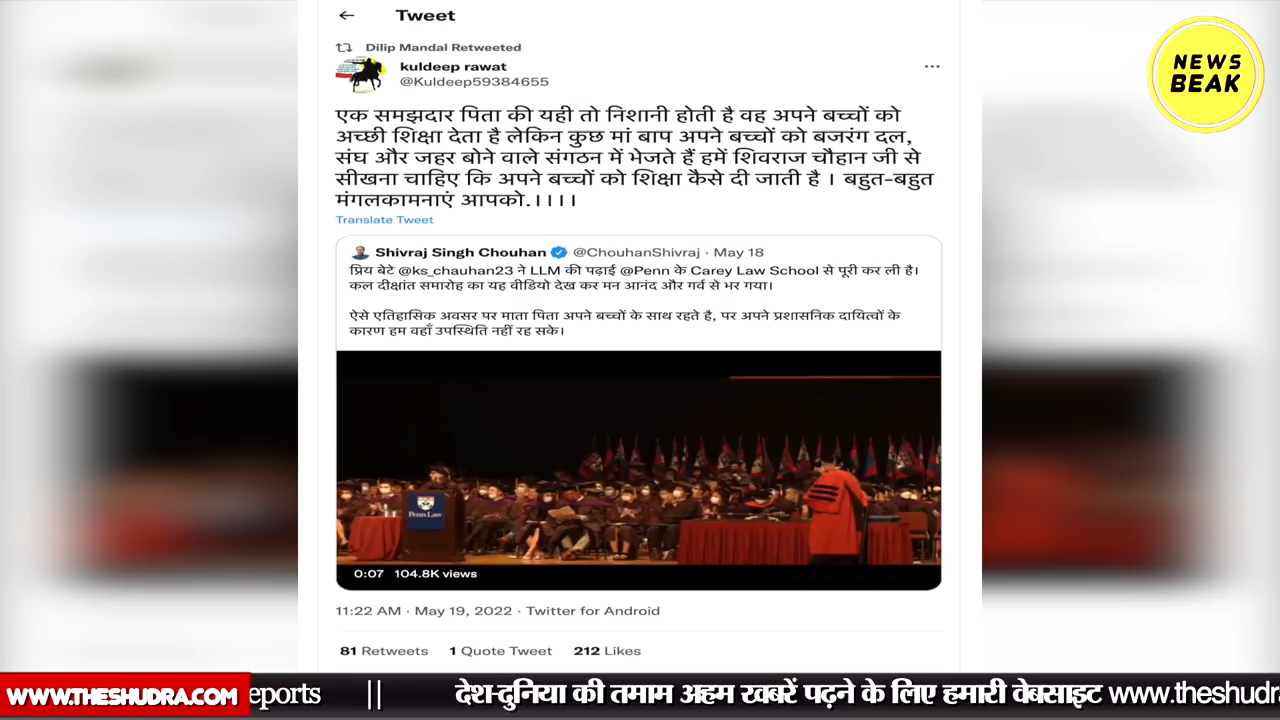 Tweet
Dilip Mandal Retweeted
kuldeep rawat
@Kuldeep59384655
NEWS
BEAK
एक समझदार पिता की यही तो निशानी होती है वह अपने बच्चों को
अच्छी शिक्षा देता है लेकिन कुछ मां बाप अपने बच्चों को बजरंग दल,
संघ और जहर बोने वाले संगठन में भेजते हैं हमें शिवराज चौहान जी से
सीखना चाहिए कि अपने बच्चों को शिक्षा कैसे दी जाती है । बहुत-बहुत
मंगलकामनाएं आपको.।।।।
Translate Tweet
Shivraj Singh Chouhan @ChouhanShivraj · May 18
प्रिय बेटे @ks_chauhan23 ने LLM की पढ़ाई @Penn के Carey Law School से पूरी कर ली है।
कल दीक्षांत समारोह का यह वीडियो देख कर मन आनंद और गर्व से भर गया।
ऐसे एतिहासिक अवसर पर माता पिता अपने बच्चों के साथ रहते है, पर अपने प्रशासनिक दायित्वों के
कारण हम वहाँ उपस्थिति नहीं रह सके।
Penn Law
0:07 104.8K views
11:22 AM · May 19, 2022 · Twitter for Android
81 Retweets 1 Quote Tweet 212 Likes
WWW.THESHUDRA.COM eports || देश-दुनिया की तमाम अहम खबरें पढ़ने के लिए हमारी वेबसाइट www.theshudra